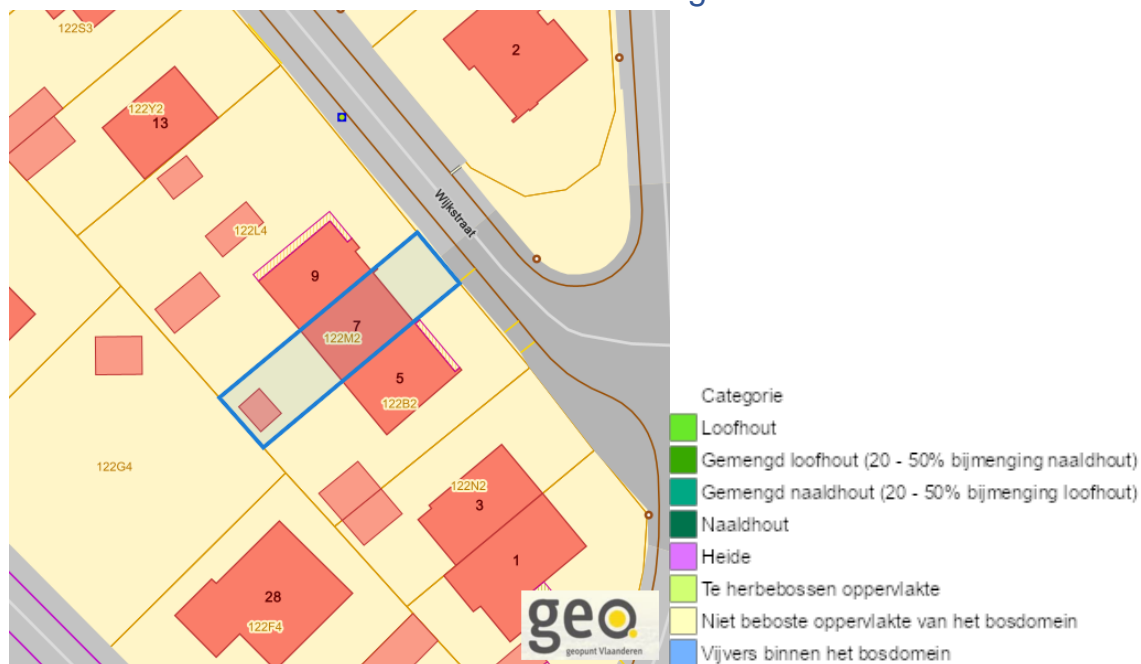 122S3
2
122Y2
13
Wijkstraat
122L4
9
7
122M2
5
122B2
122G4
122N2
3
1
28
122F4
geo
geopunt Vlaanderen
Categorie
Loofhout
Gemengd loofhout (20 - 50% bijmenging naaldhout)
Gemengd naaldhout (20 - 50% bijmenging loofhout)
Naaldhout
Heide
Te herbebossen oppervlakte
Niet beboste oppervlakte van het bosdomein
Vijvers binnen het bosdomein